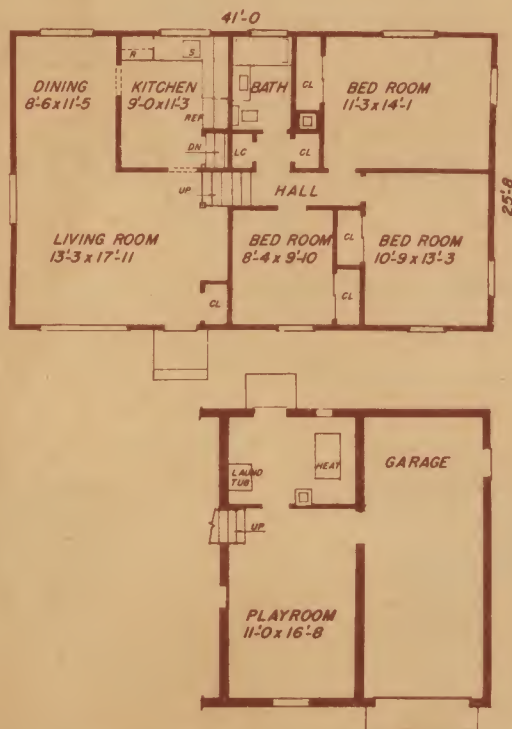 41'-0
DINING
8'-6 x 11'-5
KITCHEN
9'-0 x 11'-3
R
S
REF
DN
UP
BATH
LC
CL
CL
BED ROOM
11'-3 x 14'-1
HALL
25'-8
LIVING ROOM
13'-3 x 17'-11
CL
BED ROOM
8'-4 x 9'-10
CL
CL
BED ROOM
10'-9 x 13'-3
LAUND
TUB
HEAT
GARAGE
UP
PLAYROOM
11'-0 x 16'-8